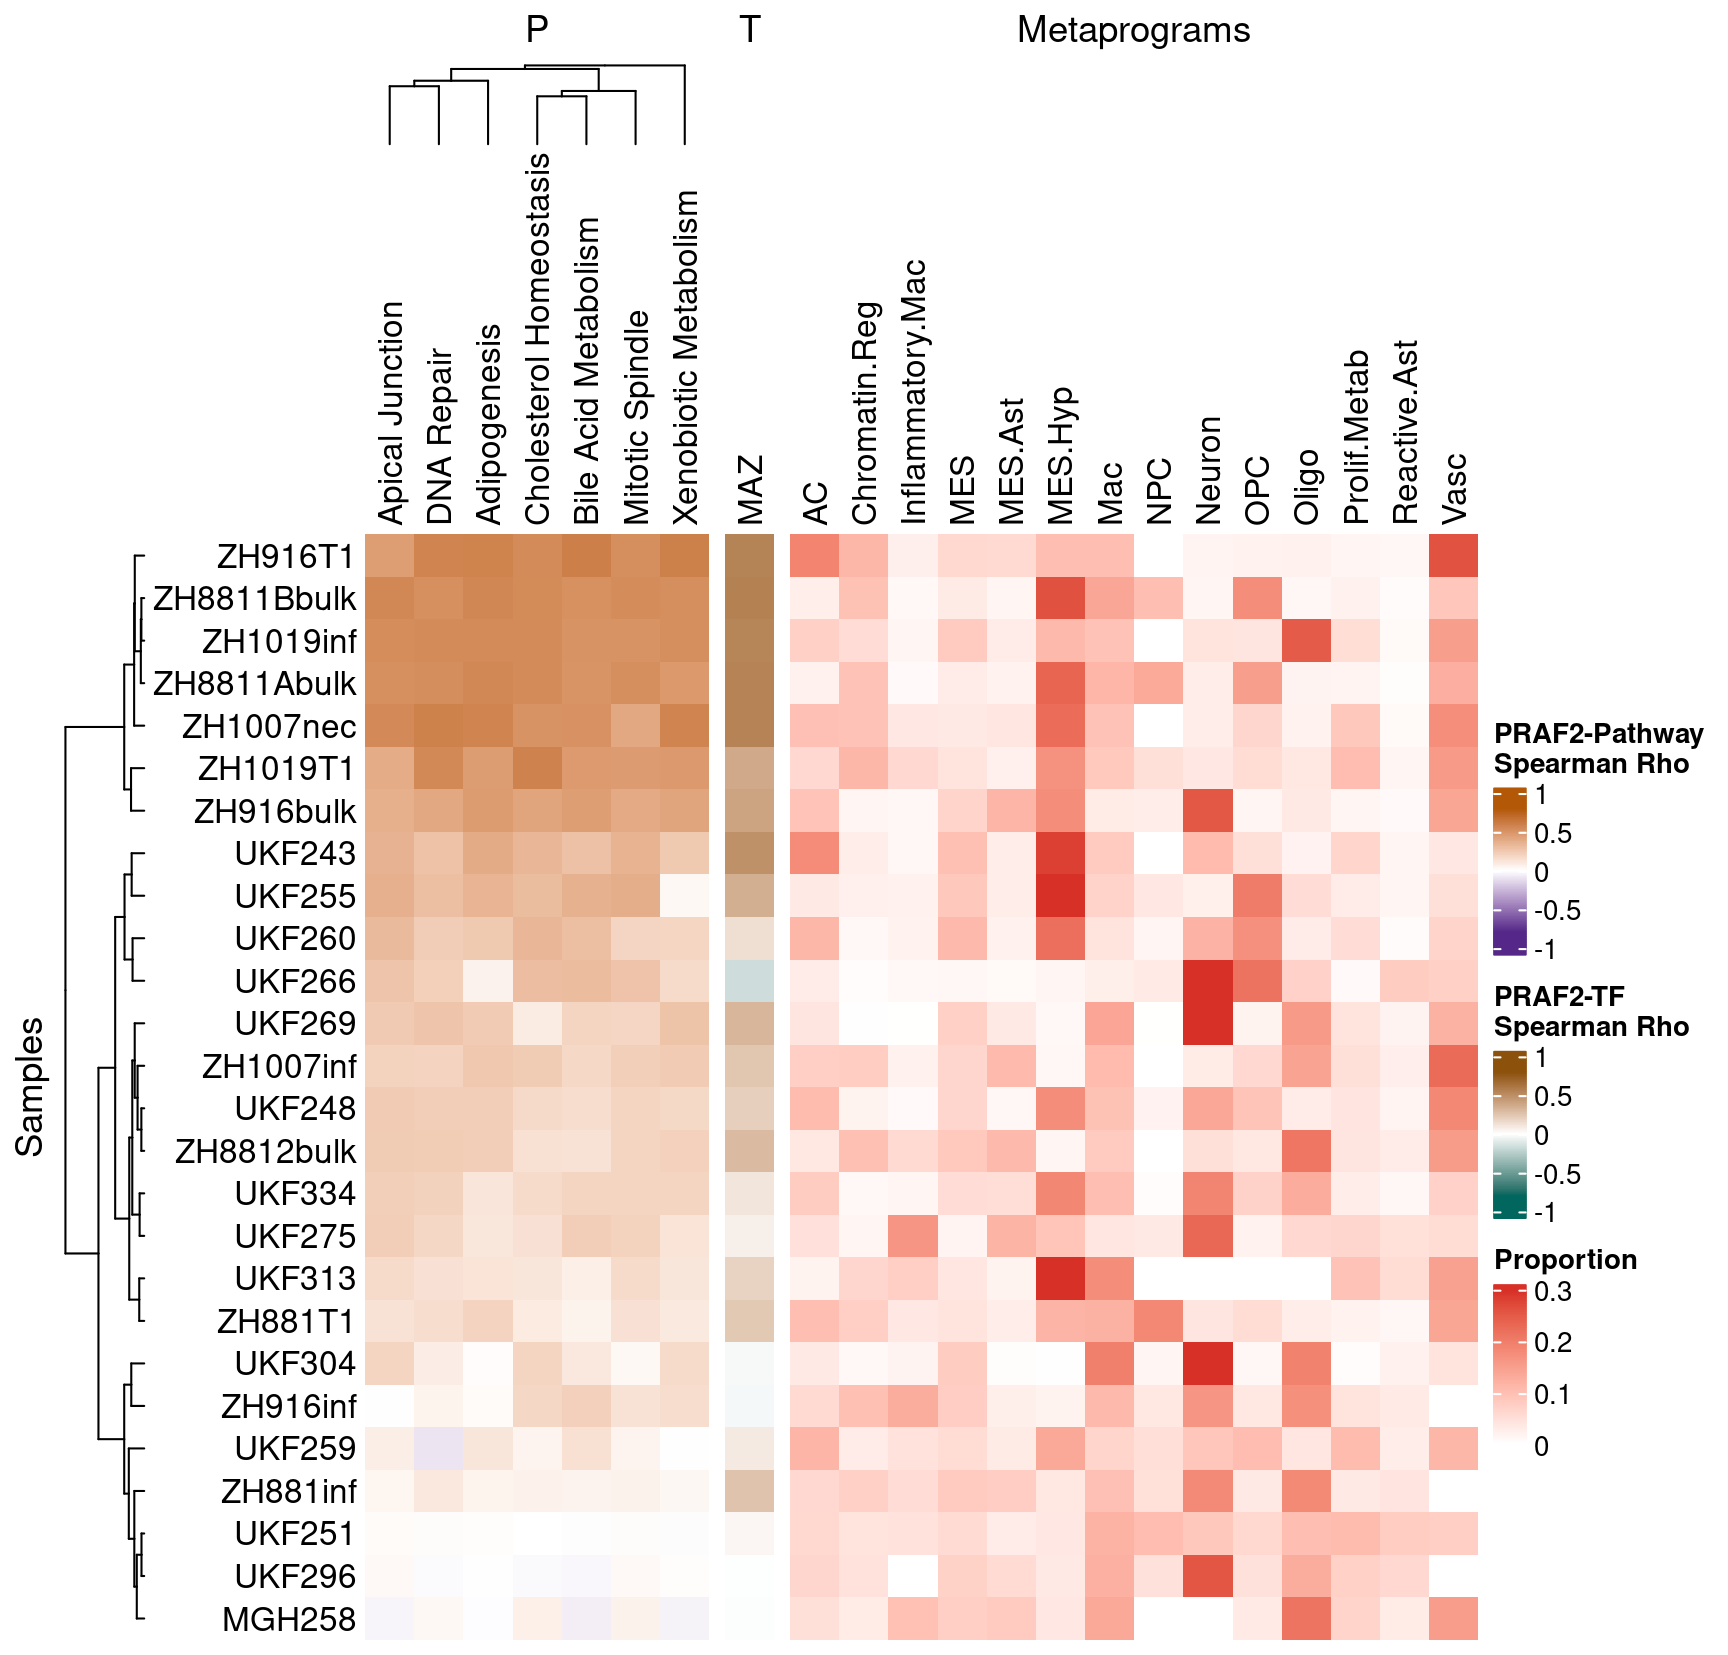 P
T
Metaprograms
Apical Junction
DNA Repair
Adipogenesis
Cholesterol Homeostasis
Bile Acid Metabolism
Mitotic Spindle
Xenobiotic Metabolism
MAZ
AC
Chromatin.Reg
Inflammatory.Mac
MES
MES.Ast
MES.Hyp
Mac
NPC
Neuron
OPC
Oligo
Prolif.Metab
Reactive.Ast
Vasc
Samples
ZH916T1
ZH8811Bbulk
ZH1019inf
ZH8811Abulk
ZH1007nec
ZH1019T1
ZH916bulk
UKF243
UKF255
UKF260
UKF266
UKF269
ZH1007inf
UKF248
ZH8812bulk
UKF334
UKF275
UKF313
ZH881T1
UKF304
ZH916inf
UKF259
ZH881inf
UKF251
UKF296
MGH258
PRAF2-Pathway
Spearman Rho
1
0.5
0
-0.5
-1
PRAF2-TF
Spearman Rho
1
0.5
0
-0.5
-1
Proportion
0.3
0.2
0.1
0